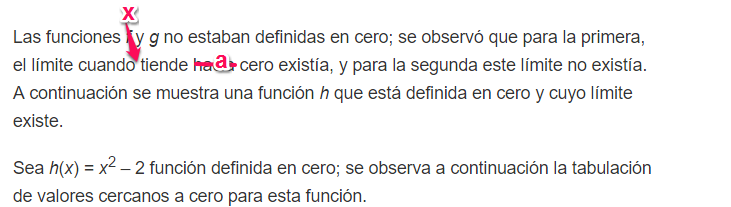 x
Las funciones f y g no estaban definidas en cero; se observó que para la primera,
el límite cuando tiende hacia a cero existía, y para la segunda este límite no existía.
A continuación se muestra una función h que está definida en cero y cuyo límite
existe.
Sea h(x) = x² – 2 función definida en cero; se observa a continuación la tabulación
de valores cercanos a cero para esta función.